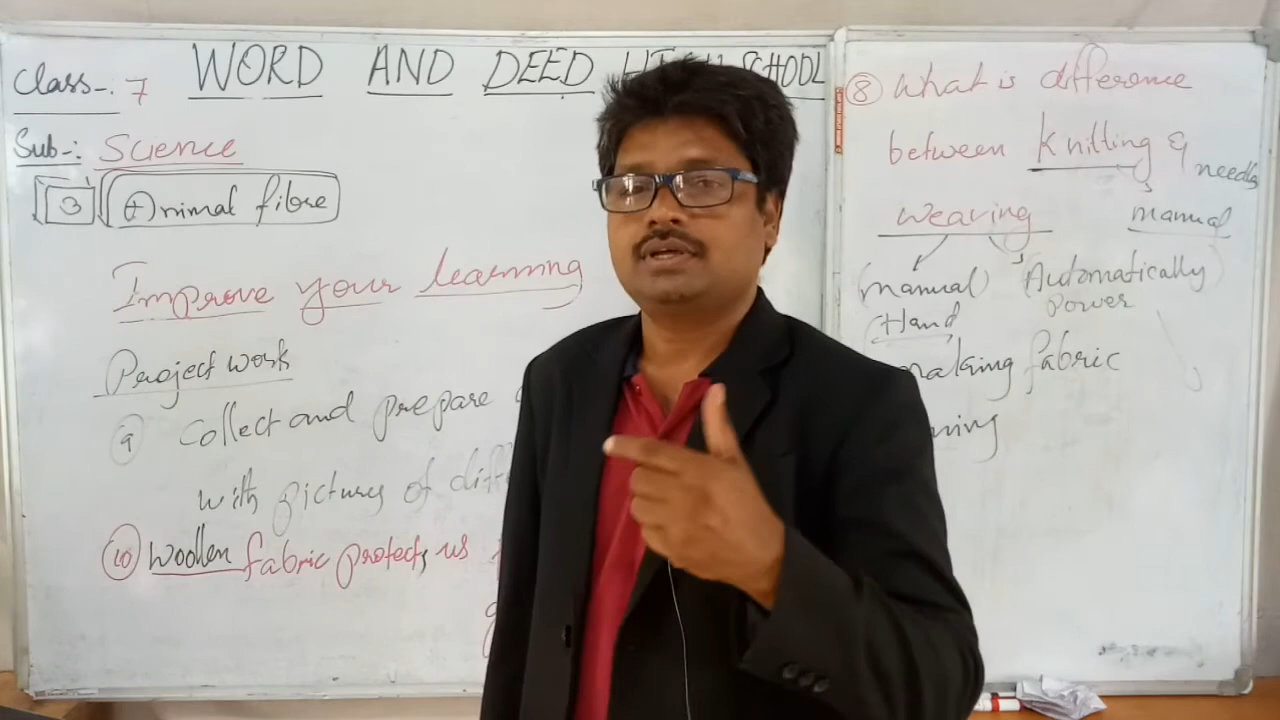 WORD AND DEED HIGH SCHOOL
Class-: 7
Sub-: Science
3 Animal fibre
Improve your learning
Project work
9 Collect and prepare
with pictures of diff
10 Woollen fabric protects us
8 What is difference
between Knitting &
needle
Weaving manual
(manual) (Automatically)
Hand Power
making fabric